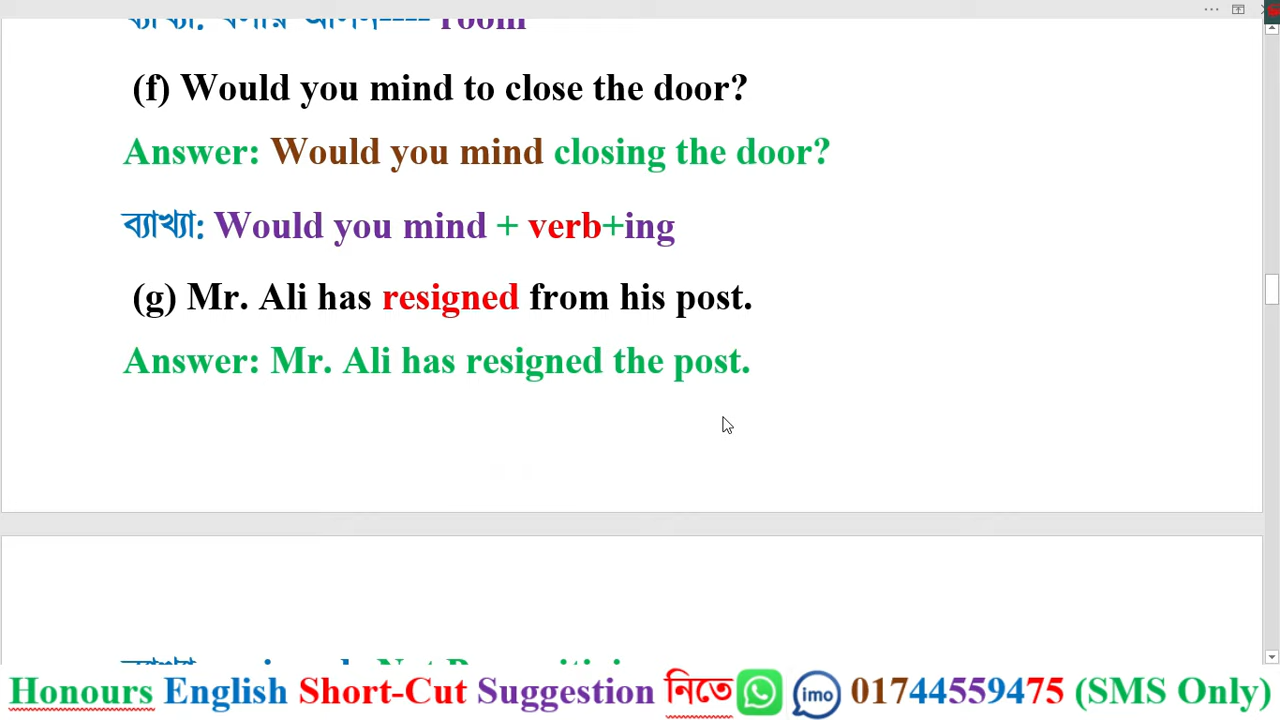 room
(f) Would you mind to close the door?
Answer: Would you mind closing the door?
ব্যাখ্যা: Would you mind + verb+ing
(g) Mr. Ali has resigned from his post.
Answer: Mr. Ali has resigned the post.
Honours English Short-Cut Suggestion নিতে imo 01744559475 (SMS Only)